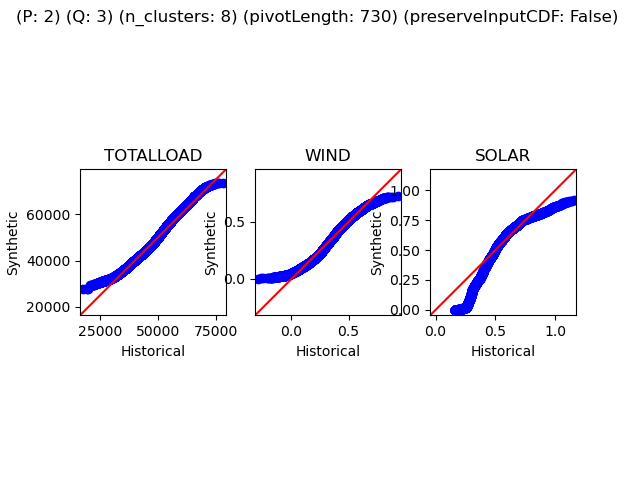 (P: 2) (Q: 3) (n_clusters: 8) (pivotLength: 730) (preserveInputCDF: False)
TOTALLOAD
WIND
SOLAR
Synthetic
60000
40000
20000
25000
50000
75000
Historical
Synthetic
0.5
0.0
0.0
0.5
Historical
Synthetic
1.00
0.75
0.50
0.25
0.00
0.0
0.5
1.0
Historical